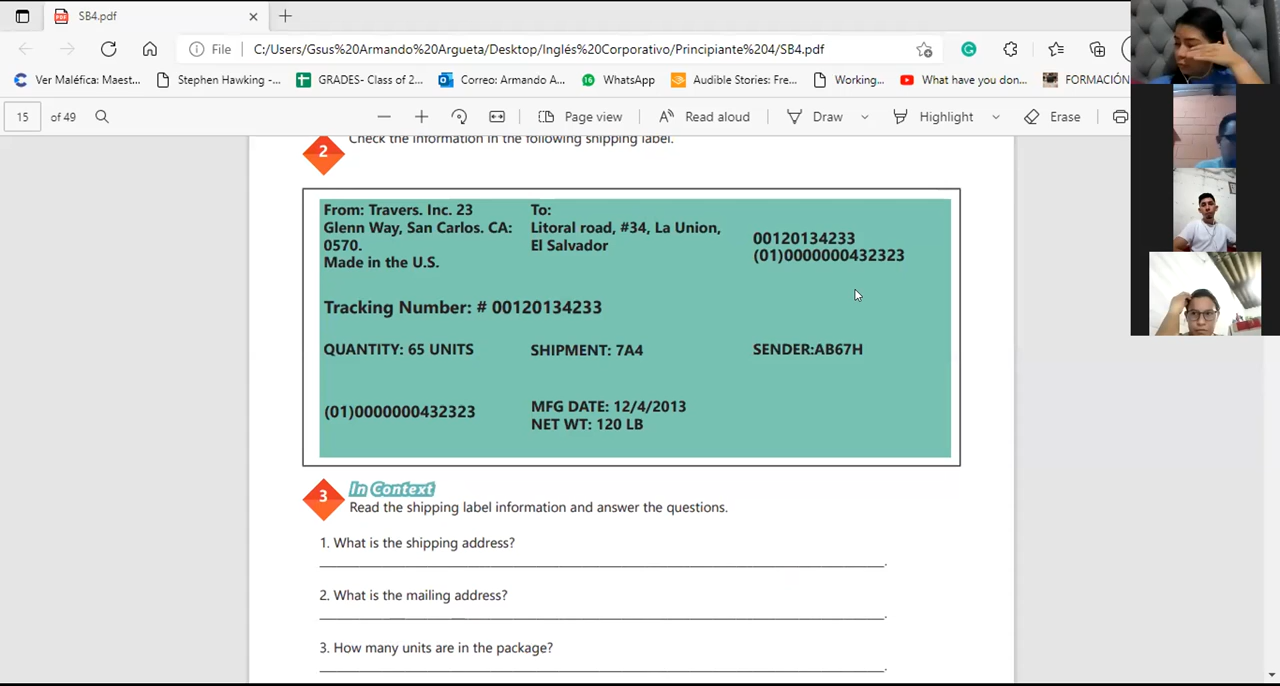 SB4.pdf
File
C:/Users/Gsus%20Armando%20Argueta/Desktop/Inglés%20Corporativo/Principiante%204/SB4.pdf
Ver Maléfica: Maest... Stephen Hawking -... GRADES- Class of 2... Correo: Armando A... WhatsApp Audible Stories: Fre... Working... What have you don... FORMACIÓN
15 of 49 Page view Read aloud Draw Highlight Erase
2 Check the information in the following shipping label.
From: Travers. Inc. 23
Glenn Way, San Carlos. CA:
0570.
Made in the U.S.
To:
Litoral road, #34, La Union,
El Salvador
00120134233
(01)0000000432323
Tracking Number: # 00120134233
QUANTITY: 65 UNITS SHIPMENT: 7A4 SENDER:AB67H
(01)0000000432323
MFG DATE: 12/4/2013
NET WT: 120 LB
3 In Context
Read the shipping label information and answer the questions.
1. What is the shipping address?
2. What is the mailing address?
3. How many units are in the package?